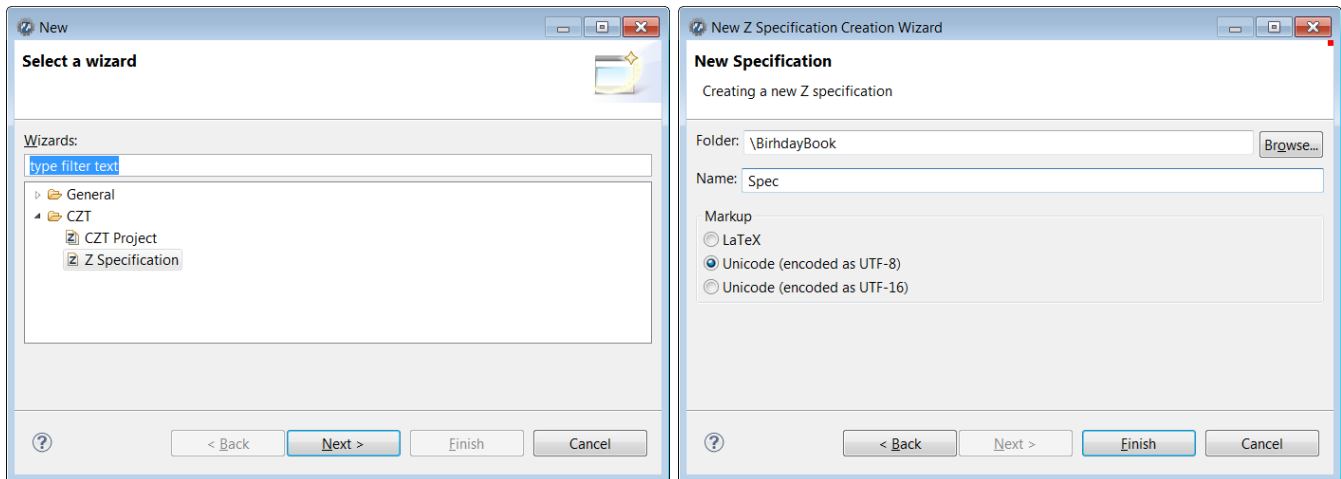 New
Select a wizard
Wizards:
type filter text
General
CZT
CZT Project
Z Specification
< Back
Next >
Finish
Cancel
New Z Specification Creation Wizard
New Specification
Creating a new Z specification
Folder: \BirhdayBook Browse...
Name: Spec
Markup
LaTeX
Unicode (encoded as UTF-8)
Unicode (encoded as UTF-16)
< Back
Next >
Finish
Cancel